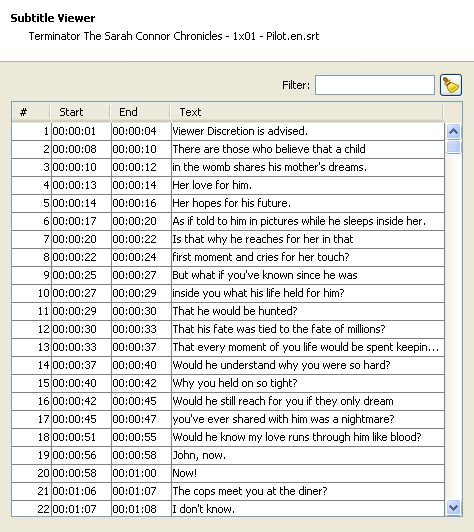 Subtitle Viewer
Terminator The Sarah Connor Chronicles - 1x01 - Pilot.en.srt
Filter:
# Start End Text
1 00:00:01 00:00:04 Viewer Discretion is advised.
2 00:00:08 00:00:10 There are those who believe that a child
3 00:00:10 00:00:12 in the womb shares his mother's dreams.
4 00:00:13 00:00:14 Her love for him.
5 00:00:14 00:00:16 Her hopes for his future.
6 00:00:17 00:00:20 As if told to him in pictures while he sleeps inside her.
7 00:00:20 00:00:22 Is that why he reaches for her in that
8 00:00:22 00:00:24 first moment and cries for her touch?
9 00:00:25 00:00:27 But what if you've known since he was
10 00:00:27 00:00:29 inside you what his life held for him?
11 00:00:29 00:00:30 That he would be hunted?
12 00:00:30 00:00:33 That his fate was tied to the fate of millions?
13 00:00:33 00:00:37 That every moment of you life would be spent keepin...
14 00:00:37 00:00:40 Would he understand why you were so hard?
15 00:00:40 00:00:42 Why you held on so tight?
16 00:00:42 00:00:45 Would he still reach for you if they only dream
17 00:00:45 00:00:47 you've ever shared with him was a nightmare?
18 00:00:51 00:00:55 Would he know my love runs through him like blood?
19 00:00:56 00:00:58 John, now.
20 00:00:58 00:01:00 Now!
21 00:01:06 00:01:07 The cops meet you at the diner?
22 00:01:07 00:01:08 I don't know.